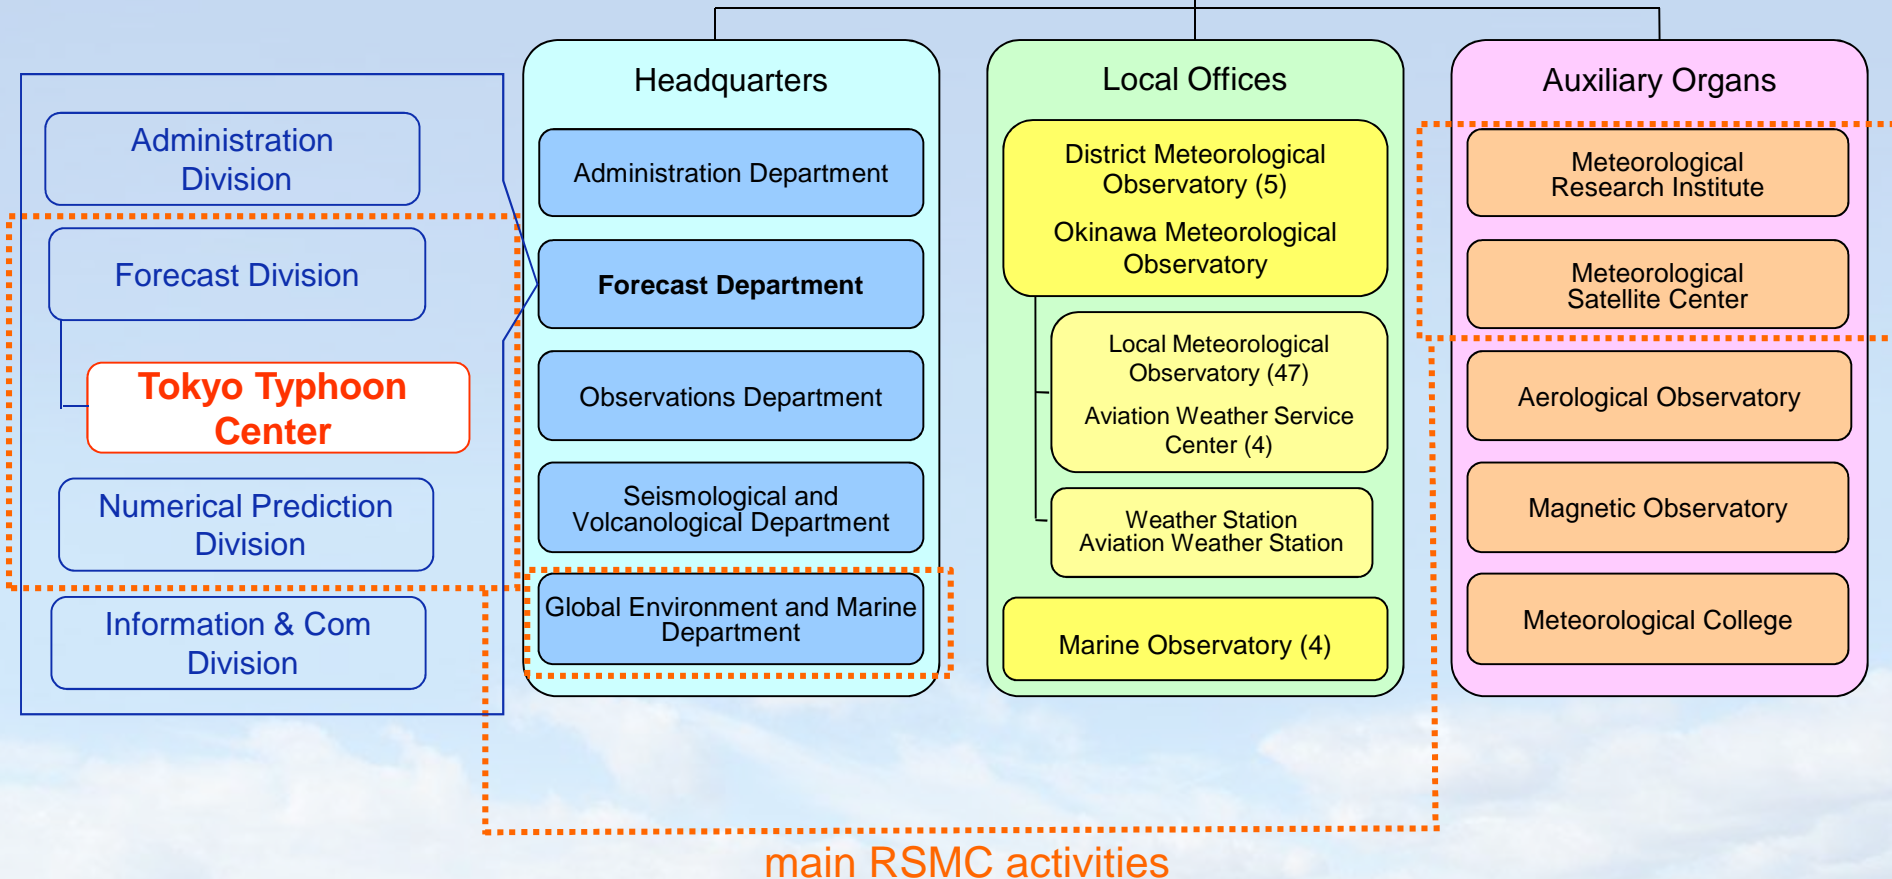 Administration
Division
Forecast Division
Tokyo Typhoon
Center
Numerical Prediction
Division
Information & Com
Division
Headquarters
Administration Department
Forecast Department
Observations Department
Seismological and
Volcanological Department
Global Environment and Marine
Department
Local Offices
District Meteorological
Observatory (5)
Okinawa Meteorological
Observatory
Local Meteorological
Observatory (47)
Aviation Weather Service
Center (4)
Weather Station
Aviation Weather Station
Marine Observatory (4)
Auxiliary Organs
Meteorological
Research Institute
Meteorological
Satellite Center
Aerological Observatory
Magnetic Observatory
Meteorological College
main RSMC activities